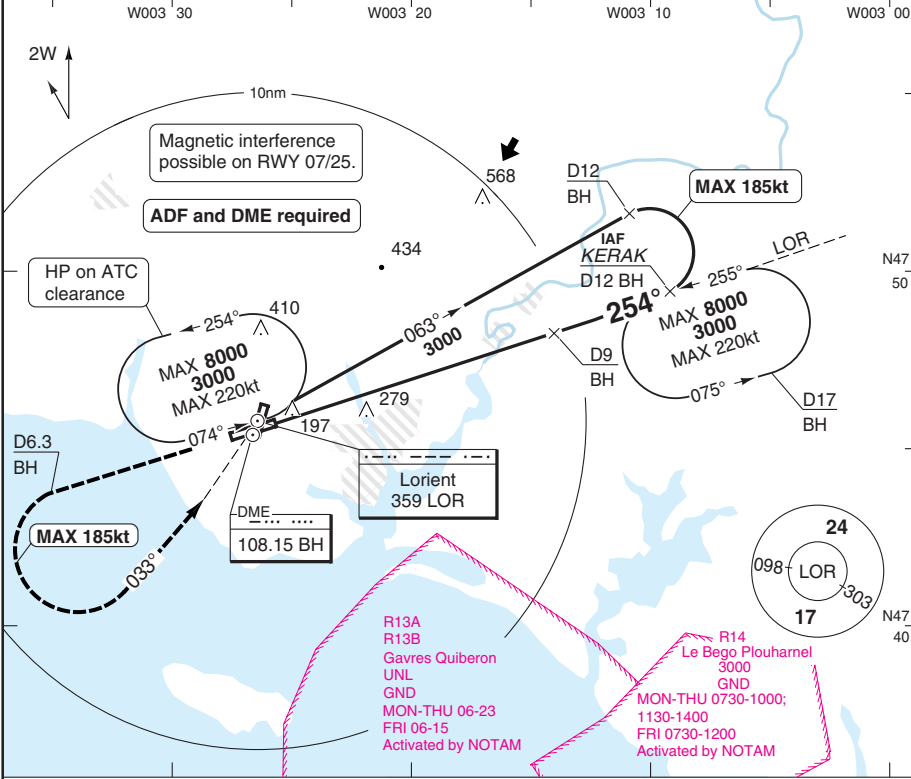 W003 30
W003 20
W003 10
W003 00
2W
10nm
Magnetic interference
possible on RWY 07/25.
568
D12
BH
MAX 185kt
ADF and DME required
434
IAF
KERAK
D12 BH
LOR
N47
50
HP on ATC
clearance
255°
254°
410
254°
MAX 8000
3000
MAX 220kt
063°
3000
MAX 8000
3000
MAX 220kt
D9
BH
075°
D17
BH
279
197
074°
D6.3
BH
Lorient
359 LOR
DME
108.15 BH
MAX 185kt
033°
24
098
LOR
303
17
N47
40
R13A
R13B
Gavres Quiberon
UNL
GND
MON-THU 06-23
FRI 06-15
Activated by NOTAM
R14
Le Bego Plouharnel
3000
GND
MON-THU 0730-1000;
1130-1400
FRI 0730-1200
Activated by NOTAM